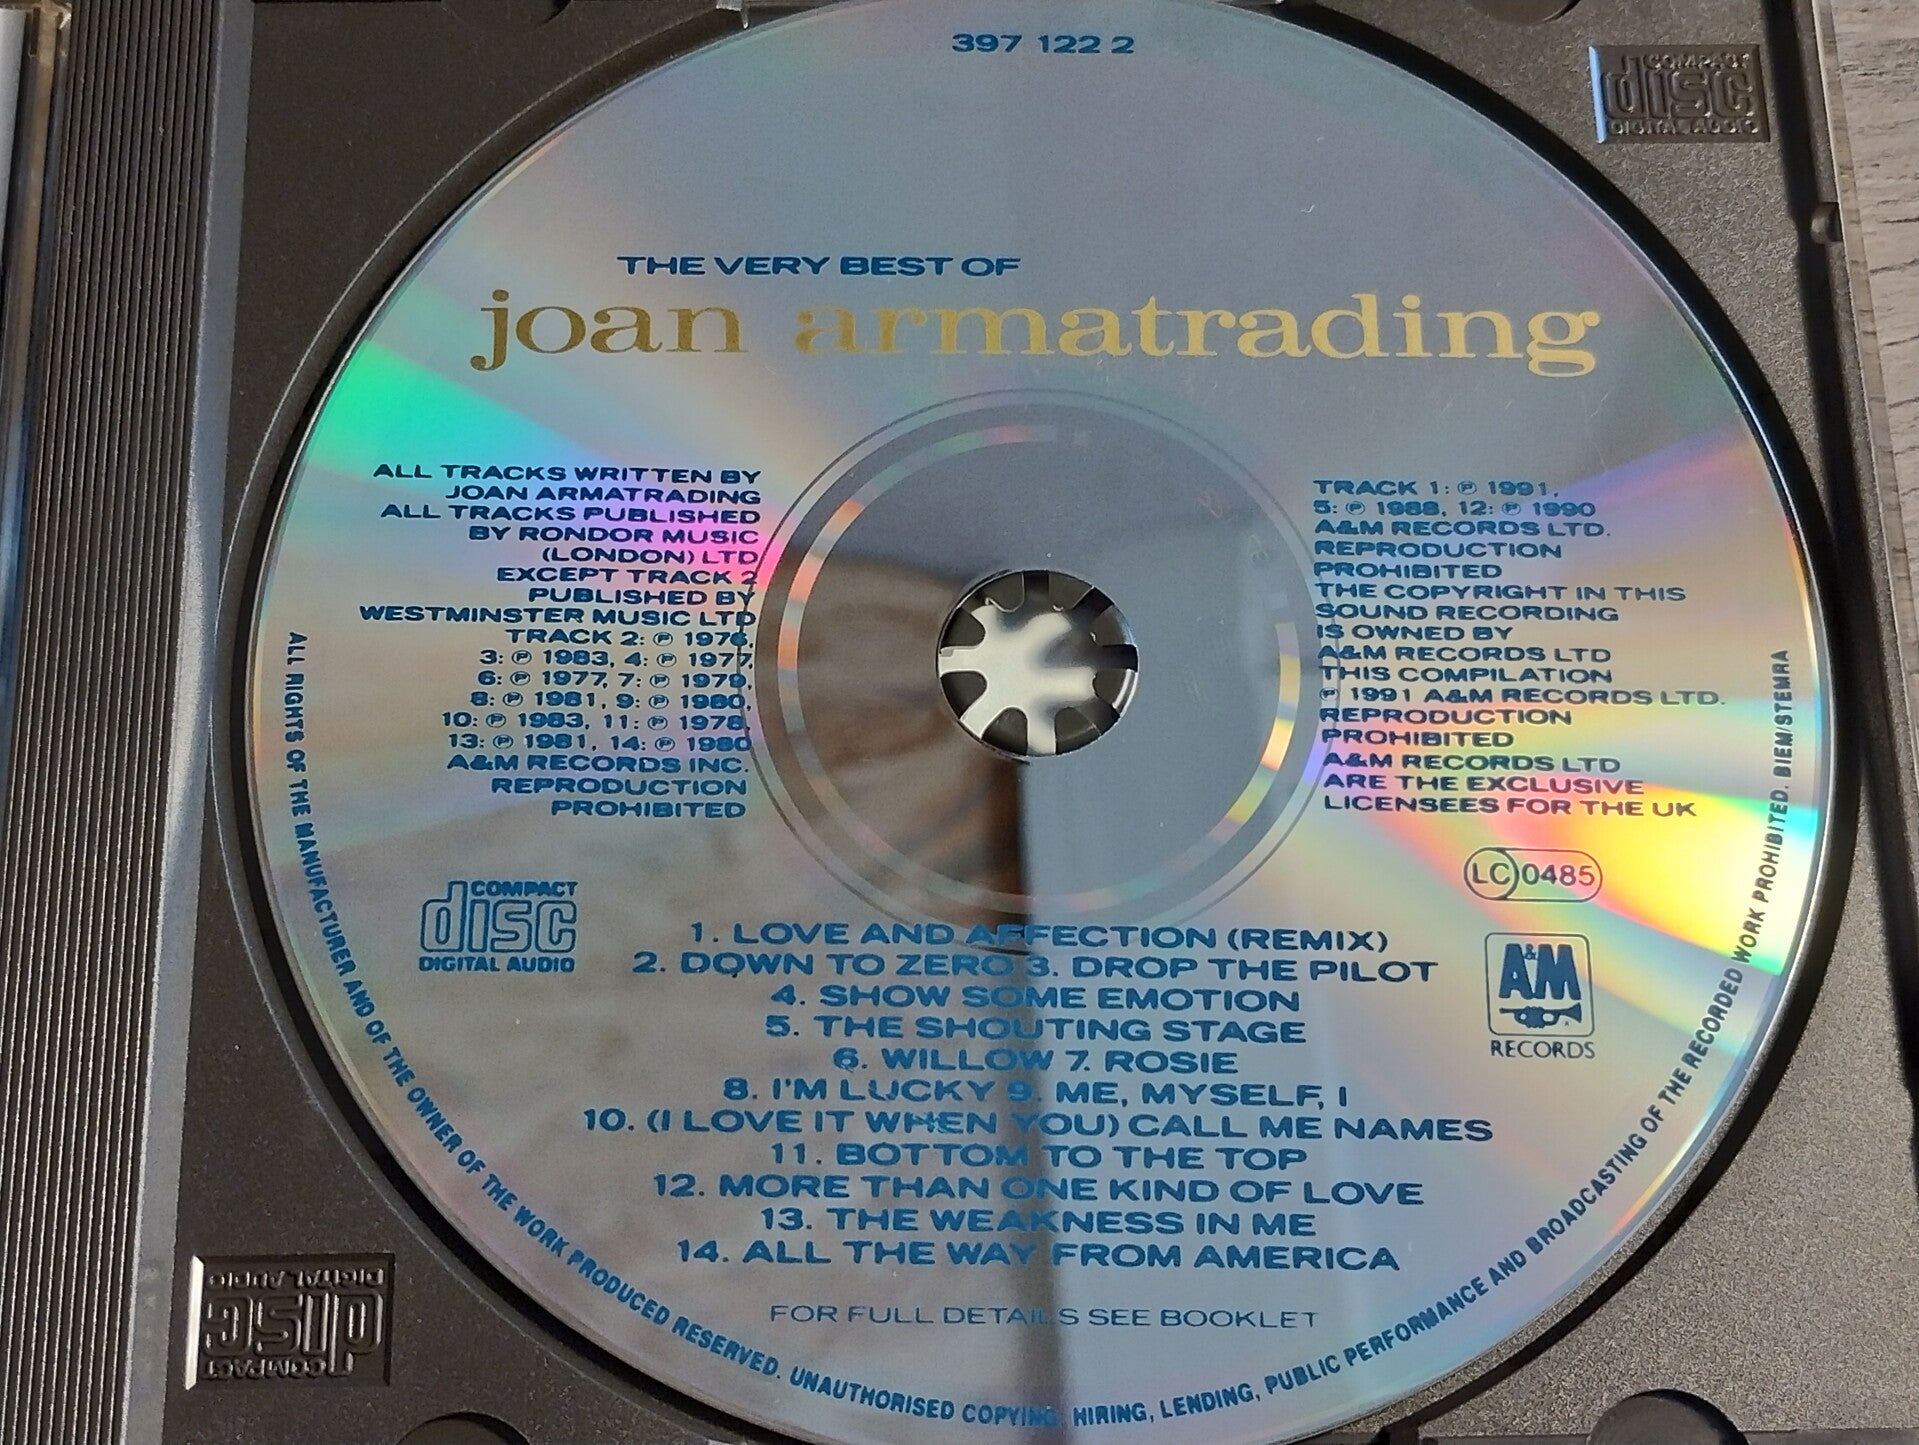 397 122 2
COMPACT
disc
DIGITAL AUDIO
THE VERY BEST OF
joan armatrading
ALL TRACKS WRITTEN BY
JOAN ARMATRADING
ALL TRACKS PUBLISHED
BY RONDOR MUSIC
(LONDON) LTD
EXCEPT TRACK 2
PUBLISHED BY
WESTMINSTER MUSIC LTD
TRACK 2: ℗ 1976,
3: ℗ 1983, 4: ℗ 1977,
6: ℗ 1977, 7: ℗ 1979,
8: ℗ 1981, 9: ℗ 1980,
10: ℗ 1983, 11: ℗ 1978,
13: ℗ 1981, 14: ℗ 1980
A&M RECORDS INC.
REPRODUCTION
PROHIBITED
TRACK 1: ℗ 1991,
5: ℗ 1988, 12: ℗ 1990
A&M RECORDS LTD.
REPRODUCTION
PROHIBITED
THE COPYRIGHT IN THIS
SOUND RECORDING
IS OWNED BY
A&M RECORDS LTD
THIS COMPILATION
℗ 1991 A&M RECORDS LTD.
REPRODUCTION
PROHIBITED
A&M RECORDS LTD
ARE THE EXCLUSIVE
LICENSEES FOR THE UK
LC 0485
COMPACT
disc
DIGITAL AUDIO
A&M
RECORDS
1. LOVE AND AFFECTION (REMIX)
2. DOWN TO ZERO 3. DROP THE PILOT
4. SHOW SOME EMOTION
5. THE SHOUTING STAGE
6. WILLOW 7. ROSIE
8. I'M LUCKY 9. ME, MYSELF, I
10. (I LOVE IT WHEN YOU) CALL ME NAMES
11. BOTTOM TO THE TOP
12. MORE THAN ONE KIND OF LOVE
13. THE WEAKNESS IN ME
14. ALL THE WAY FROM AMERICA
FOR FULL DETAILS SEE BOOKLET
ALL RIGHTS OF THE MANUFACTURER AND OF THE OWNER OF THE WORK PRODUCED RESERVED. UNAUTHORISED COPYING, HIRING, LENDING, PUBLIC PERFORMANCE AND BROADCASTING OF THE RECORDED WORK PROHIBITED. BIEM/STEMRA
COMPACT
disc
DIGITAL AUDIO